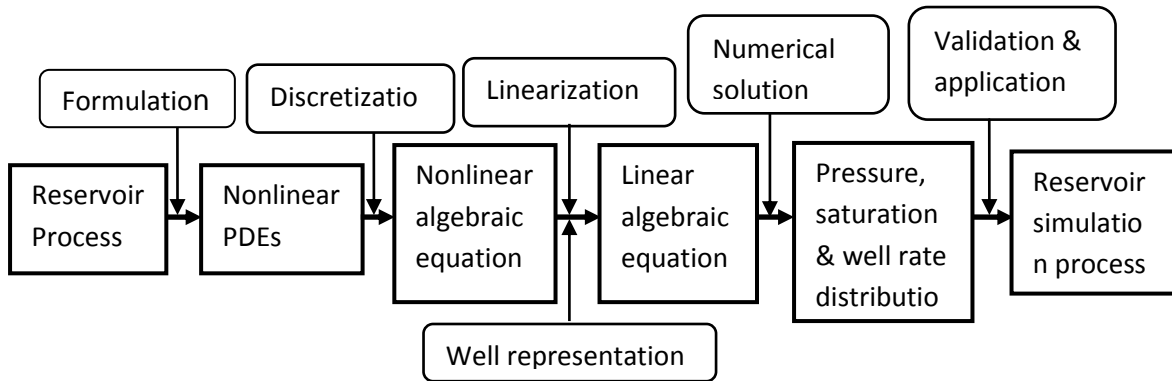 Formulation
Discretizatio
Linearization
Numerical
solution
Validation &
application
Reservoir
Process
Nonlinear
PDEs
Nonlinear
algebraic
equation
Linear
algebraic
equation
Pressure,
saturation
& well rate
distributio
Reservoir
simulatio
n process
Well representation